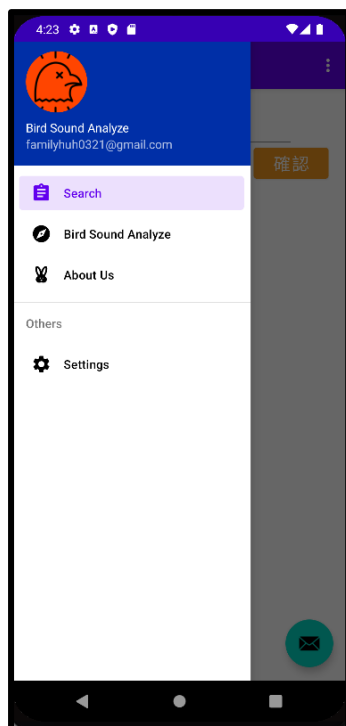 4:23
Bird Sound Analyze
familyhuh0321@gmail.com
確認
Search
Bird Sound Analyze
About Us
Others
Settings